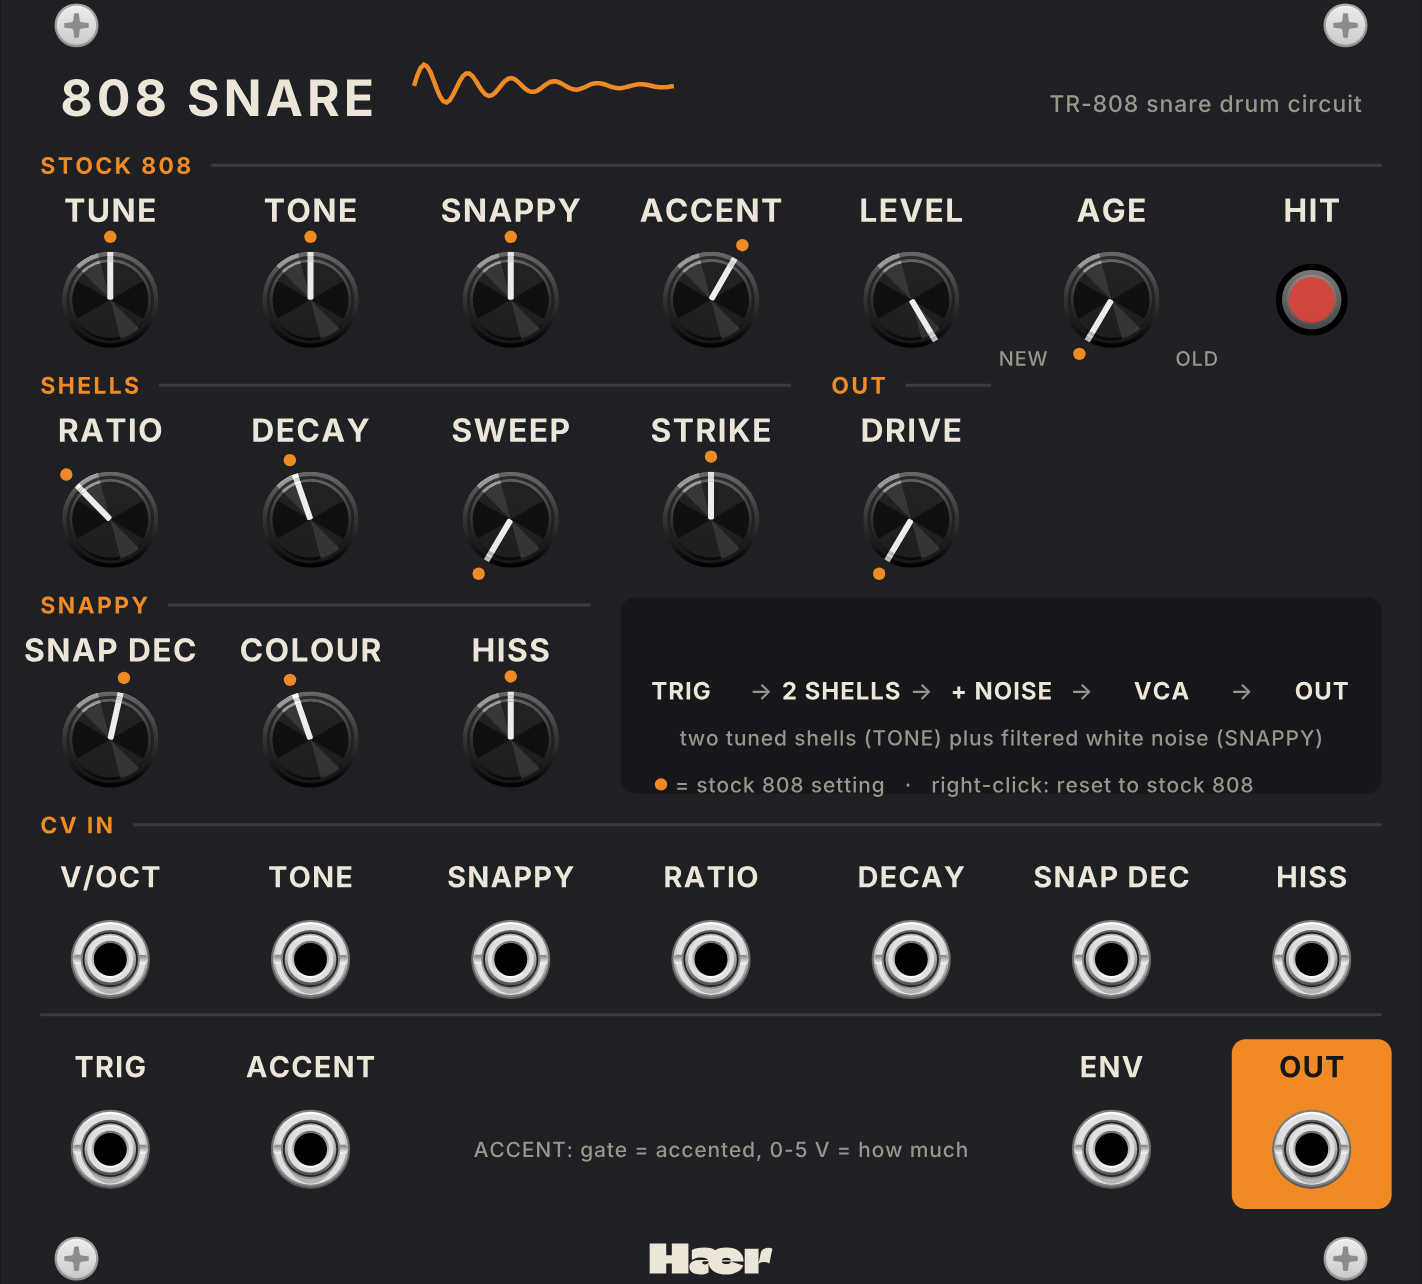 808 SNARE
TR-808 snare drum circuit
STOCK 808
TUNE TONE SNAPPY ACCENT LEVEL AGE HIT
NEW OLD
SHELLS OUT
RATIO DECAY SWEEP STRIKE DRIVE
SNAPPY
SNAP DEC COLOUR HISS
TRIG → 2 SHELLS → + NOISE → VCA → OUT
two tuned shells (TONE) plus filtered white noise (SNAPPY)
= stock 808 setting · right-click: reset to stock 808
CV IN
V/OCT TONE SNAPPY RATIO DECAY SNAP DEC HISS
TRIG ACCENT ENV OUT
ACCENT: gate = accented, 0-5 V = how much
Hær